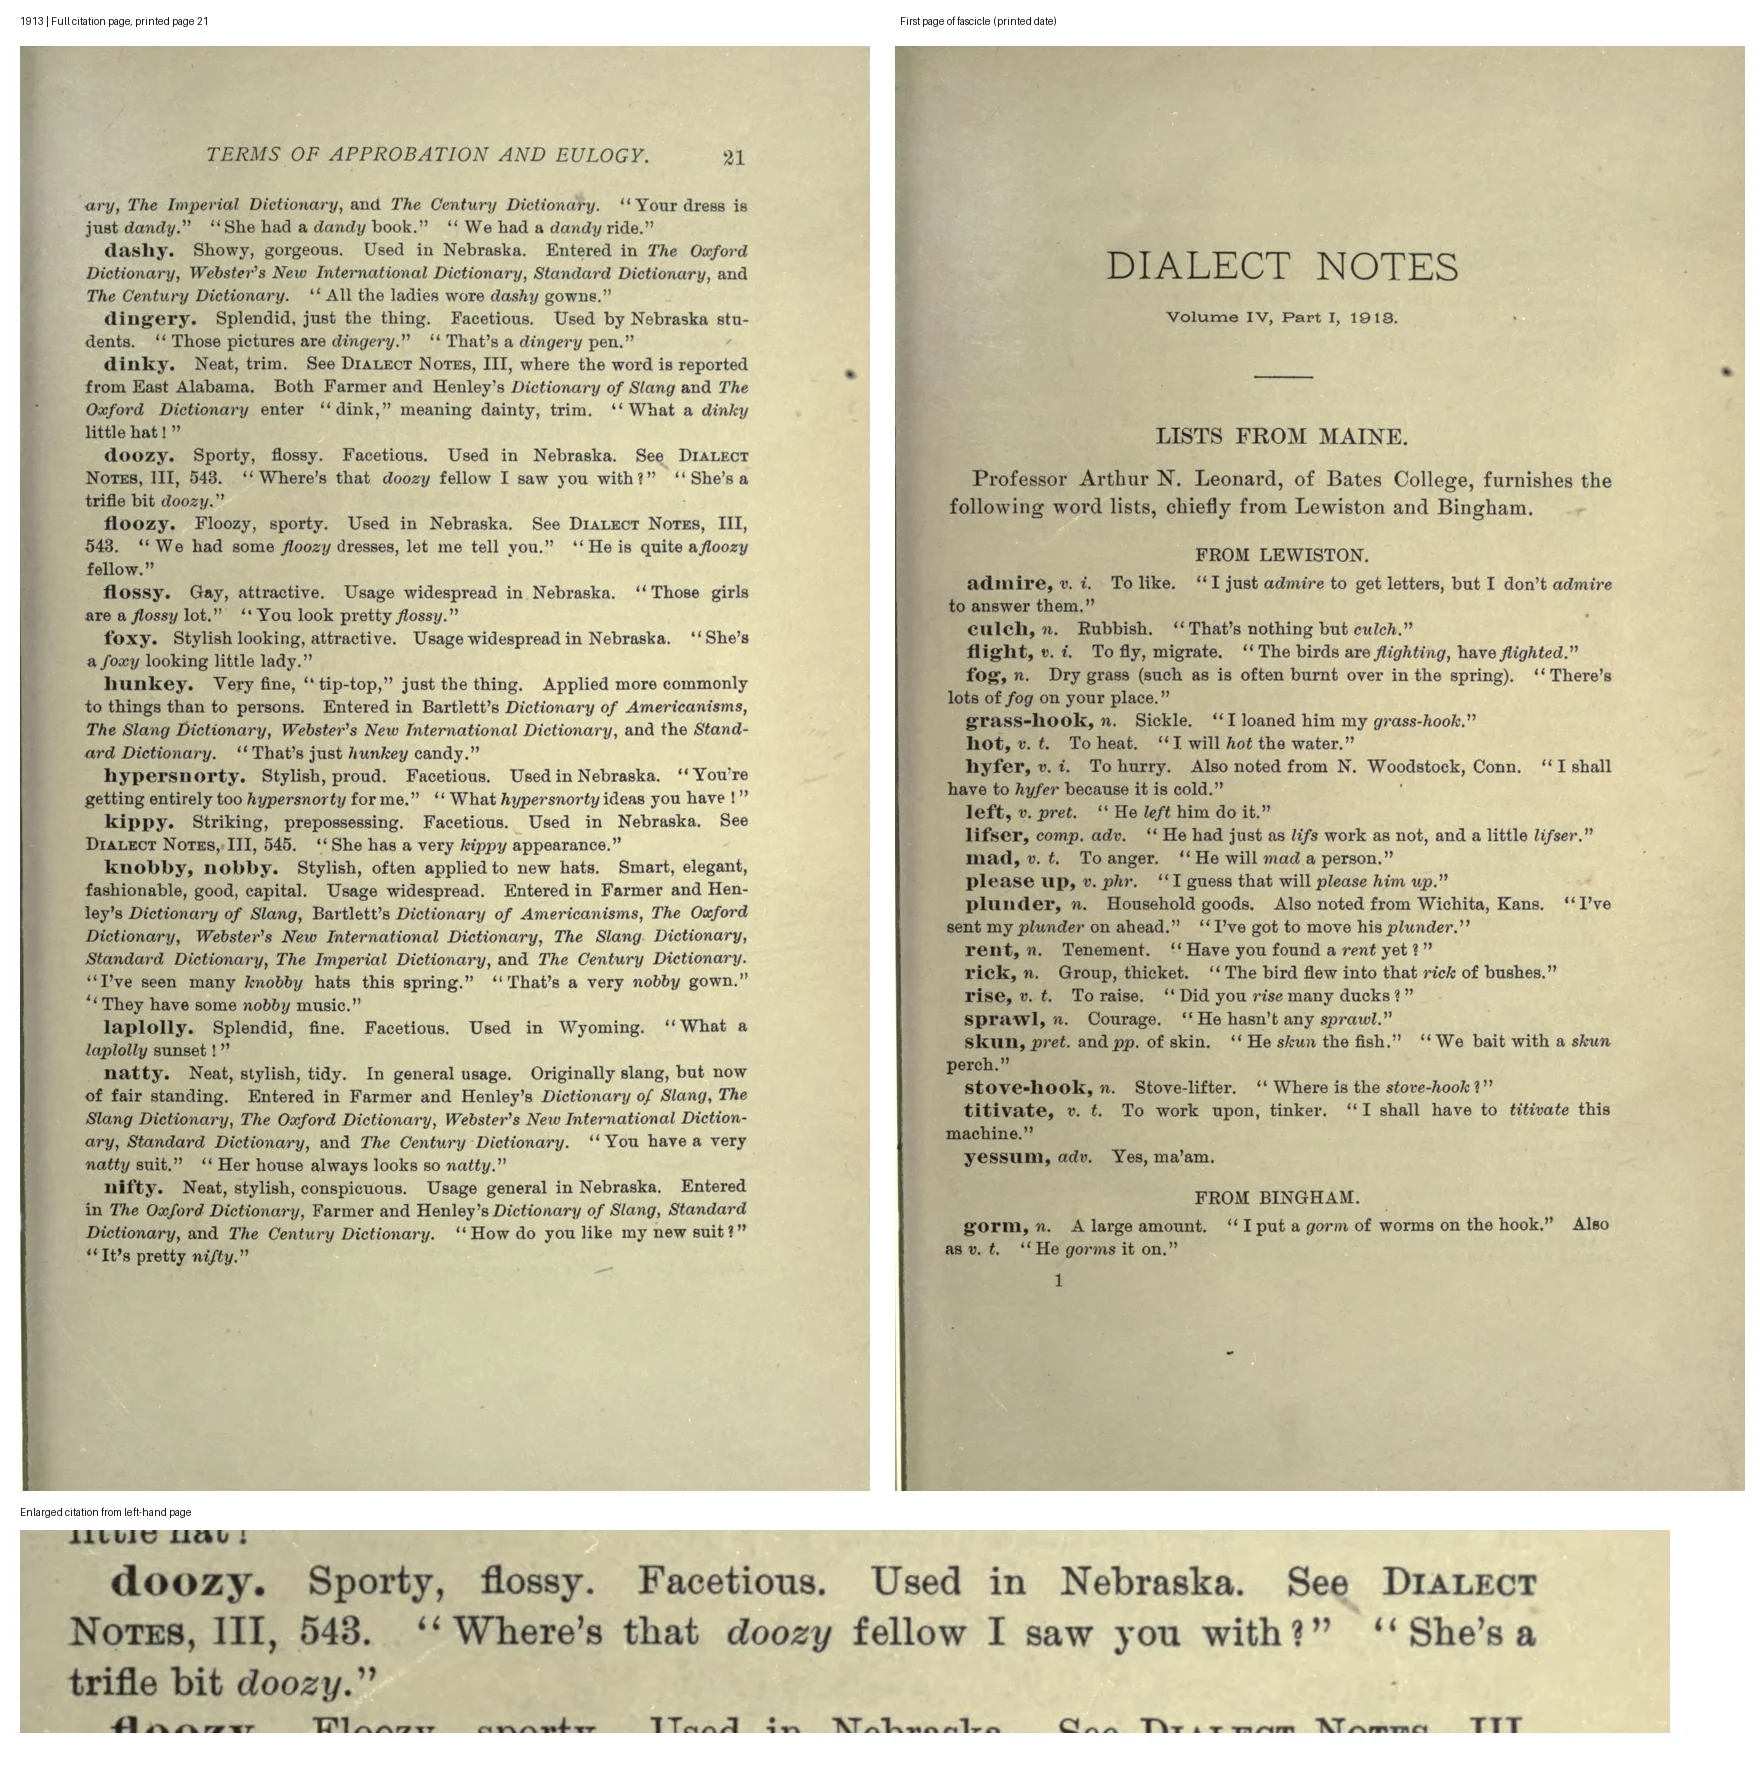 1913 | Full citation page, printed page 21
TERMS OF APPROBATION AND EULOGY. 21
ary, The Imperial Dictionary, and The Century Dictionary. “Your dress is
just dandy.” “She had a dandy book.” “We had a dandy ride.”
dashy. Showy, gorgeous. Used in Nebraska. Entered in The Oxford
Dictionary, Webster's New International Dictionary, Standard Dictionary, and
The Century Dictionary. “All the ladies wore dashy gowns.”
dingery. Splendid, just the thing. Facetious. Used by Nebraska stu-
dents. “Those pictures are dingery.” “That's a dingery pen.”
dinky. Neat, trim. See DIALECT NOTES, III, where the word is reported
from East Alabama. Both Farmer and Henley's Dictionary of Slang and The
Oxford Dictionary enter “dink,” meaning dainty, trim. “What a dinky
little hat!”
doozy. Sporty, flossy. Facetious. Used in Nebraska. See DIALECT
NOTES, III, 543. “Where's that doozy fellow I saw you with?” “She's a
trifle bit doozy.”
floozy. Floozy, sporty. Used in Nebraska. See DIALECT NOTES, III,
543. “We had some floozy dresses, let me tell you.” “He is quite a floozy
fellow.”
flossy. Gay, attractive. Usage widespread in Nebraska. “Those girls
are a flossy lot.” “You look pretty flossy.”
foxy. Stylish looking, attractive. Usage widespread in Nebraska. “She's
a foxy looking little lady.”
hunkey. Very fine, “tip-top,” just the thing. Applied more commonly
to things than to persons. Entered in Bartlett's Dictionary of Americanisms,
The Slang Dictionary, Webster's New International Dictionary, and the Stand-
ard Dictionary. “That's just hunkey candy.”
hypersnorty. Stylish, proud. Facetious. Used in Nebraska. “You're
getting entirely too hypersnorty for me.” “What hypersnorty ideas you have!”
kippy. Striking, prepossessing. Facetious. Used in Nebraska. See
DIALECT NOTES, III, 545. “She has a very kippy appearance.”
knobby, nobby. Stylish, often applied to new hats. Smart, elegant,
fashionable, good, capital. Usage widespread. Entered in Farmer and Hen-
ley's Dictionary of Slang, Bartlett's Dictionary of Americanisms, The Oxford
Dictionary, Webster's New International Dictionary, The Slang Dictionary,
Standard Dictionary, The Imperial Dictionary, and The Century Dictionary.
“I've seen many knobby hats this spring.” “That's a very nobby gown.”
“They have some nobby music.”
laplolly. Splendid, fine. Facetious. Used in Wyoming. “What a
laplolly sunset!”
natty. Neat, stylish, tidy. In general usage. Originally slang, but now
of fair standing. Entered in Farmer and Henley's Dictionary of Slang, The
Slang Dictionary, The Oxford Dictionary, Webster's New International Diction-
ary, Standard Dictionary, and The Century Dictionary. “You have a very
natty suit.” “Her house always looks so natty.”
nifty. Neat, stylish, conspicuous. Usage general in Nebraska. Entered
in The Oxford Dictionary, Farmer and Henley's Dictionary of Slang, Standard
Dictionary, and The Century Dictionary. “How do you like my new suit?”
“It's pretty nifty.”
First page of fascicle (printed date)
DIALECT NOTES
Volume IV, Part I, 1913.
LISTS FROM MAINE.
Professor Arthur N. Leonard, of Bates College, furnishes the
following word lists, chiefly from Lewiston and Bingham.
FROM LEWISTON.
admire, v. i. To like. “I just admire to get letters, but I don't admire
to answer them.”
culch, n. Rubbish. “That's nothing but culch.”
flight, v. i. To fly, migrate. “The birds are flighting, have flighted.”
fog, n. Dry grass (such as is often burnt over in the spring). “There's
lots of fog on your place.”
grass-hook, n. Sickle. “I loaned him my grass-hook.”
hot, v. t. To heat. “I will hot the water.”
hyfer, v. i. To hurry. Also noted from N. Woodstock, Conn. “I shall
have to hyfer because it is cold.”
left, v. pret. “He left him do it.”
lifser, comp. adv. “He had just as lifs work as not, and a little lifser.”
mad, v. t. To anger. “He will mad a person.”
please up, v. phr. “I guess that will please him up.”
plunder, n. Household goods. Also noted from Wichita, Kans. “I've
sent my plunder on ahead.” “I've got to move his plunder.”
rent, n. Tenement. “Have you found a rent yet?”
rick, n. Group, thicket. “The bird flew into that rick of bushes.”
rise, v. t. To raise. “Did you rise many ducks?”
sprawl, n. Courage. “He hasn't any sprawl.”
skun, pret. and pp. of skin. “He skun the fish.” “We bait with a skun
perch.”
stove-hook, n. Stove-lifter. “Where is the stove-hook?”
titivate, v. t. To work upon, tinker. “I shall have to titivate this
machine.”
yessum, adv. Yes, ma'am.
FROM BINGHAM.
gorm, n. A large amount. “I put a gorm of worms on the hook.” Also
as v. t. “He gorms it on.”
1
Enlarged citation from left-hand page
little hat!
doozy. Sporty, flossy. Facetious. Used in Nebraska. See DIALECT
NOTES, III, 543. “Where's that doozy fellow I saw you with?” “She's a
trifle bit doozy.”
floozy. Floozy, sporty. Used in Nebraska. See DIALECT NOTES, III,